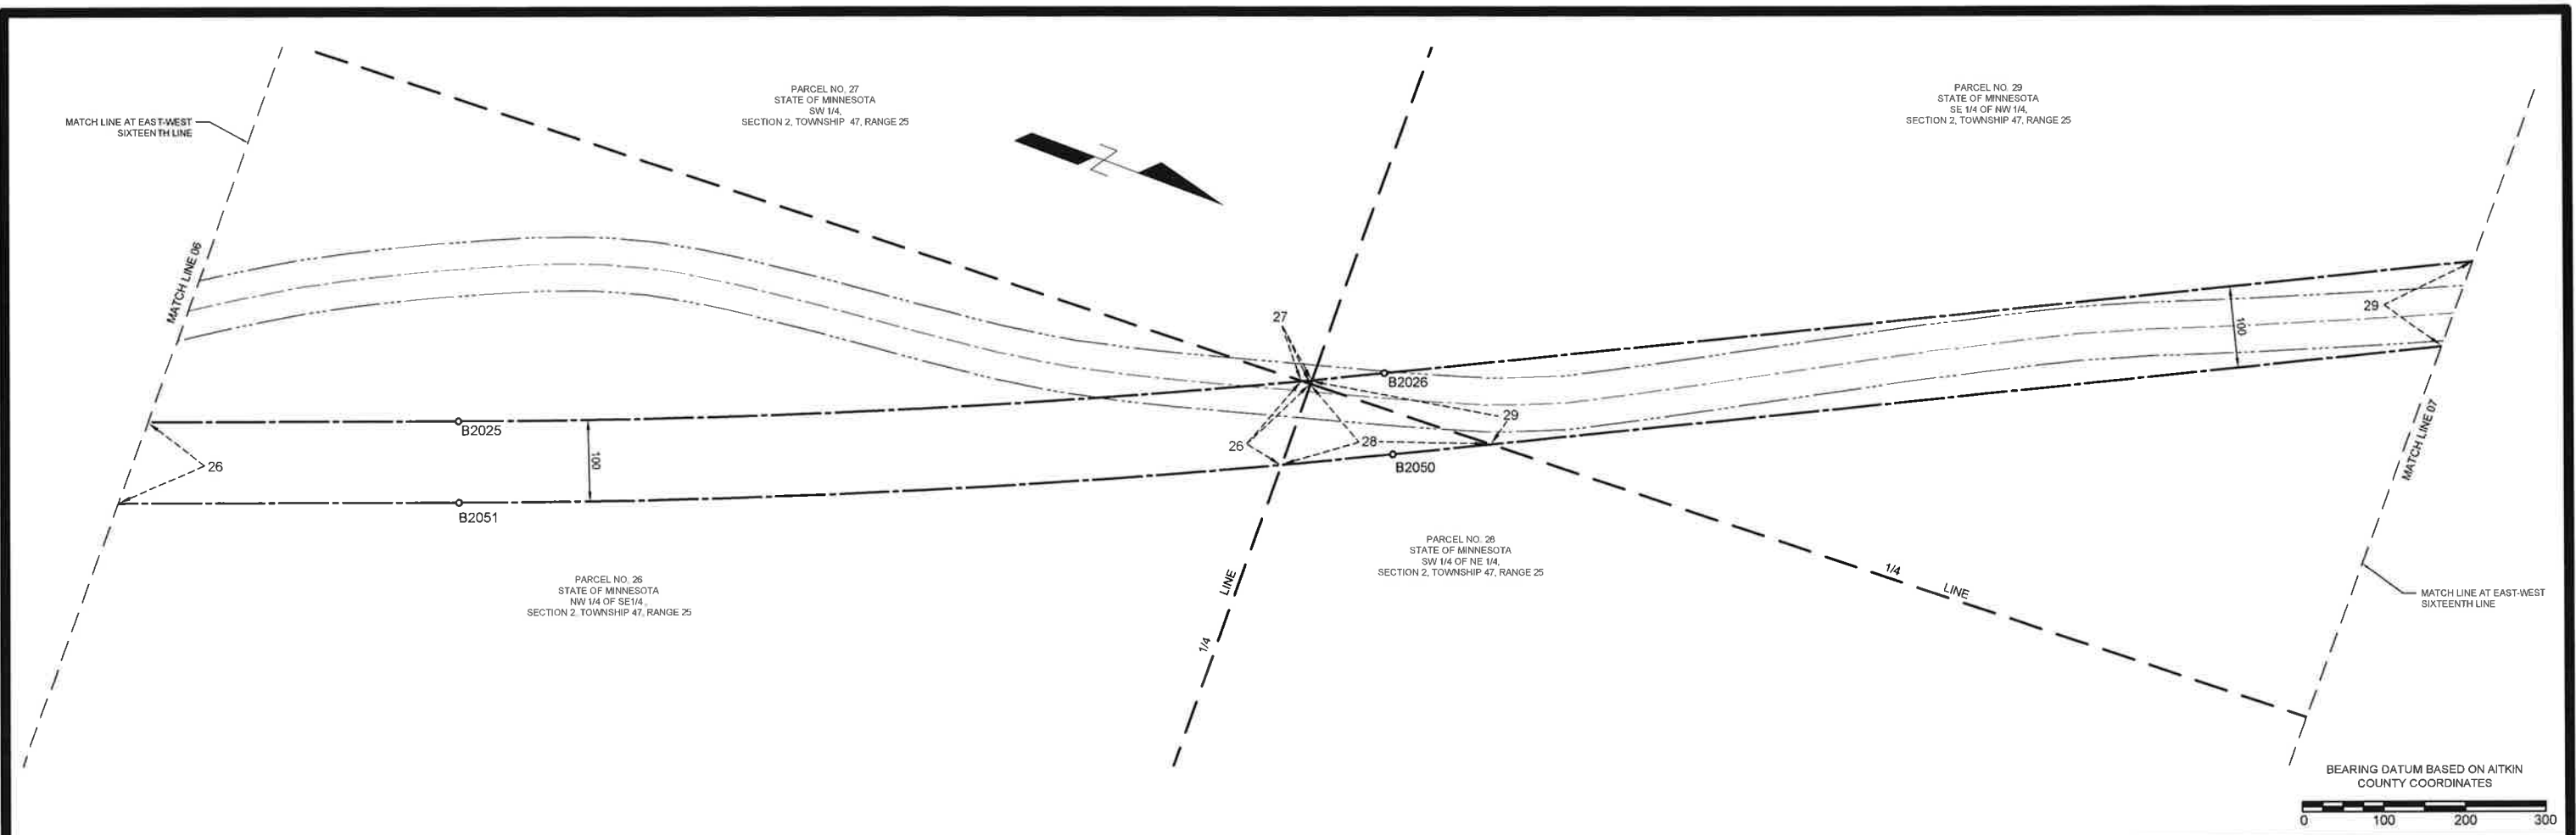 PARCEL NO. 27
STATE OF MINNESOTA
SW 1/4,
SECTION 2, TOWNSHIP 47, RANGE 25
PARCEL NO. 29
STATE OF MINNESOTA
SE 1/4 OF NW 1/4,
SECTION 2, TOWNSHIP 47, RANGE 25
MATCH LINE AT EAST-WEST
SIXTEENTH LINE
Z
MATCH LINE 06
27
29
100
B2026
B2025
29
26
28
26
100
B2050
B2051
MATCH LINE 07
PARCEL NO. 28
STATE OF MINNESOTA
SW 1/4 OF NE 1/4,
SECTION 2, TOWNSHIP 47, RANGE 25
PARCEL NO. 26
STATE OF MINNESOTA
NW 1/4 OF SE1/4,
SECTION 2. TOWNSHIP 47, RANGE 25
1/4 LINE
1/4 LINE
MATCH LINE AT EAST-WEST
SIXTEENTH LINE
BEARING DATUM BASED ON AITKIN
COUNTY COORDINATES
0 100 200 300